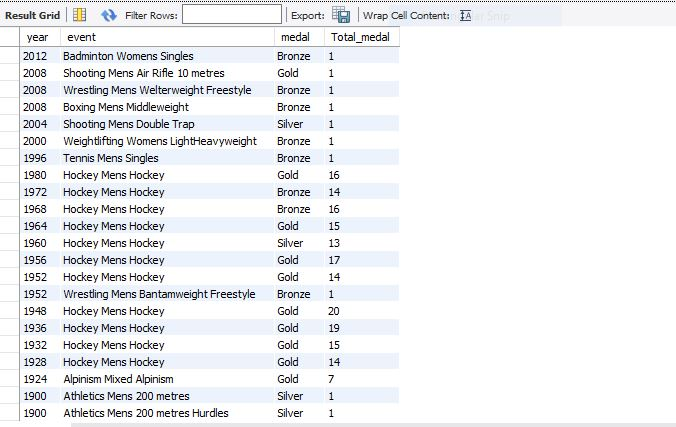 Result Grid Filter Rows: Export: Wrap Cell Content:
year event medal Total_medal
2012 Badminton Womens Singles Bronze 1
2008 Shooting Mens Air Rifle 10 metres Gold 1
2008 Wrestling Mens Welterweight Freestyle Bronze 1
2008 Boxing Mens Middleweight Bronze 1
2004 Shooting Mens Double Trap Silver 1
2000 Weightlifting Womens LightHeavyweight Bronze 1
1996 Tennis Mens Singles Bronze 1
1980 Hockey Mens Hockey Gold 16
1972 Hockey Mens Hockey Bronze 14
1968 Hockey Mens Hockey Bronze 16
1964 Hockey Mens Hockey Gold 15
1960 Hockey Mens Hockey Silver 13
1956 Hockey Mens Hockey Gold 17
1952 Hockey Mens Hockey Gold 14
1952 Wrestling Mens Bantamweight Freestyle Bronze 1
1948 Hockey Mens Hockey Gold 20
1936 Hockey Mens Hockey Gold 19
1932 Hockey Mens Hockey Gold 15
1928 Hockey Mens Hockey Gold 14
1924 Alpinism Mixed Alpinism Gold 7
1900 Athletics Mens 200 metres Silver 1
1900 Athletics Mens 200 metres Hurdles Silver 1